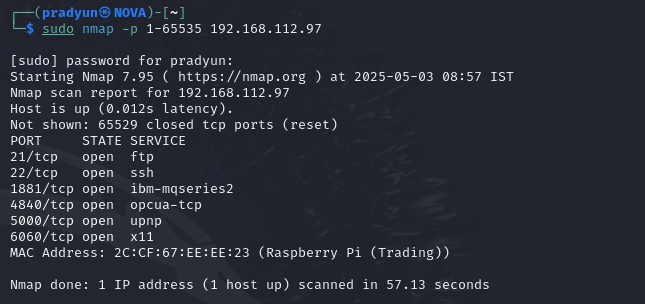 ┌──(pradyun㉿NOVA)-[~]
└─$ sudo nmap -p 1-65535 192.168.112.97
[sudo] password for pradyun:
Starting Nmap 7.95 ( https://nmap.org ) at 2025-05-03 08:57 IST
Nmap scan report for 192.168.112.97
Host is up (0.012s latency).
Not shown: 65529 closed tcp ports (reset)
PORT     STATE SERVICE
21/tcp   open  ftp
22/tcp   open  ssh
1881/tcp open  ibm-mqseries2
4840/tcp open  opcua-tcp
5000/tcp open  upnp
6060/tcp open  x11
MAC Address: 2C:CF:67:EE:EE:23 (Raspberry Pi (Trading))
Nmap done: 1 IP address (1 host up) scanned in 57.13 seconds